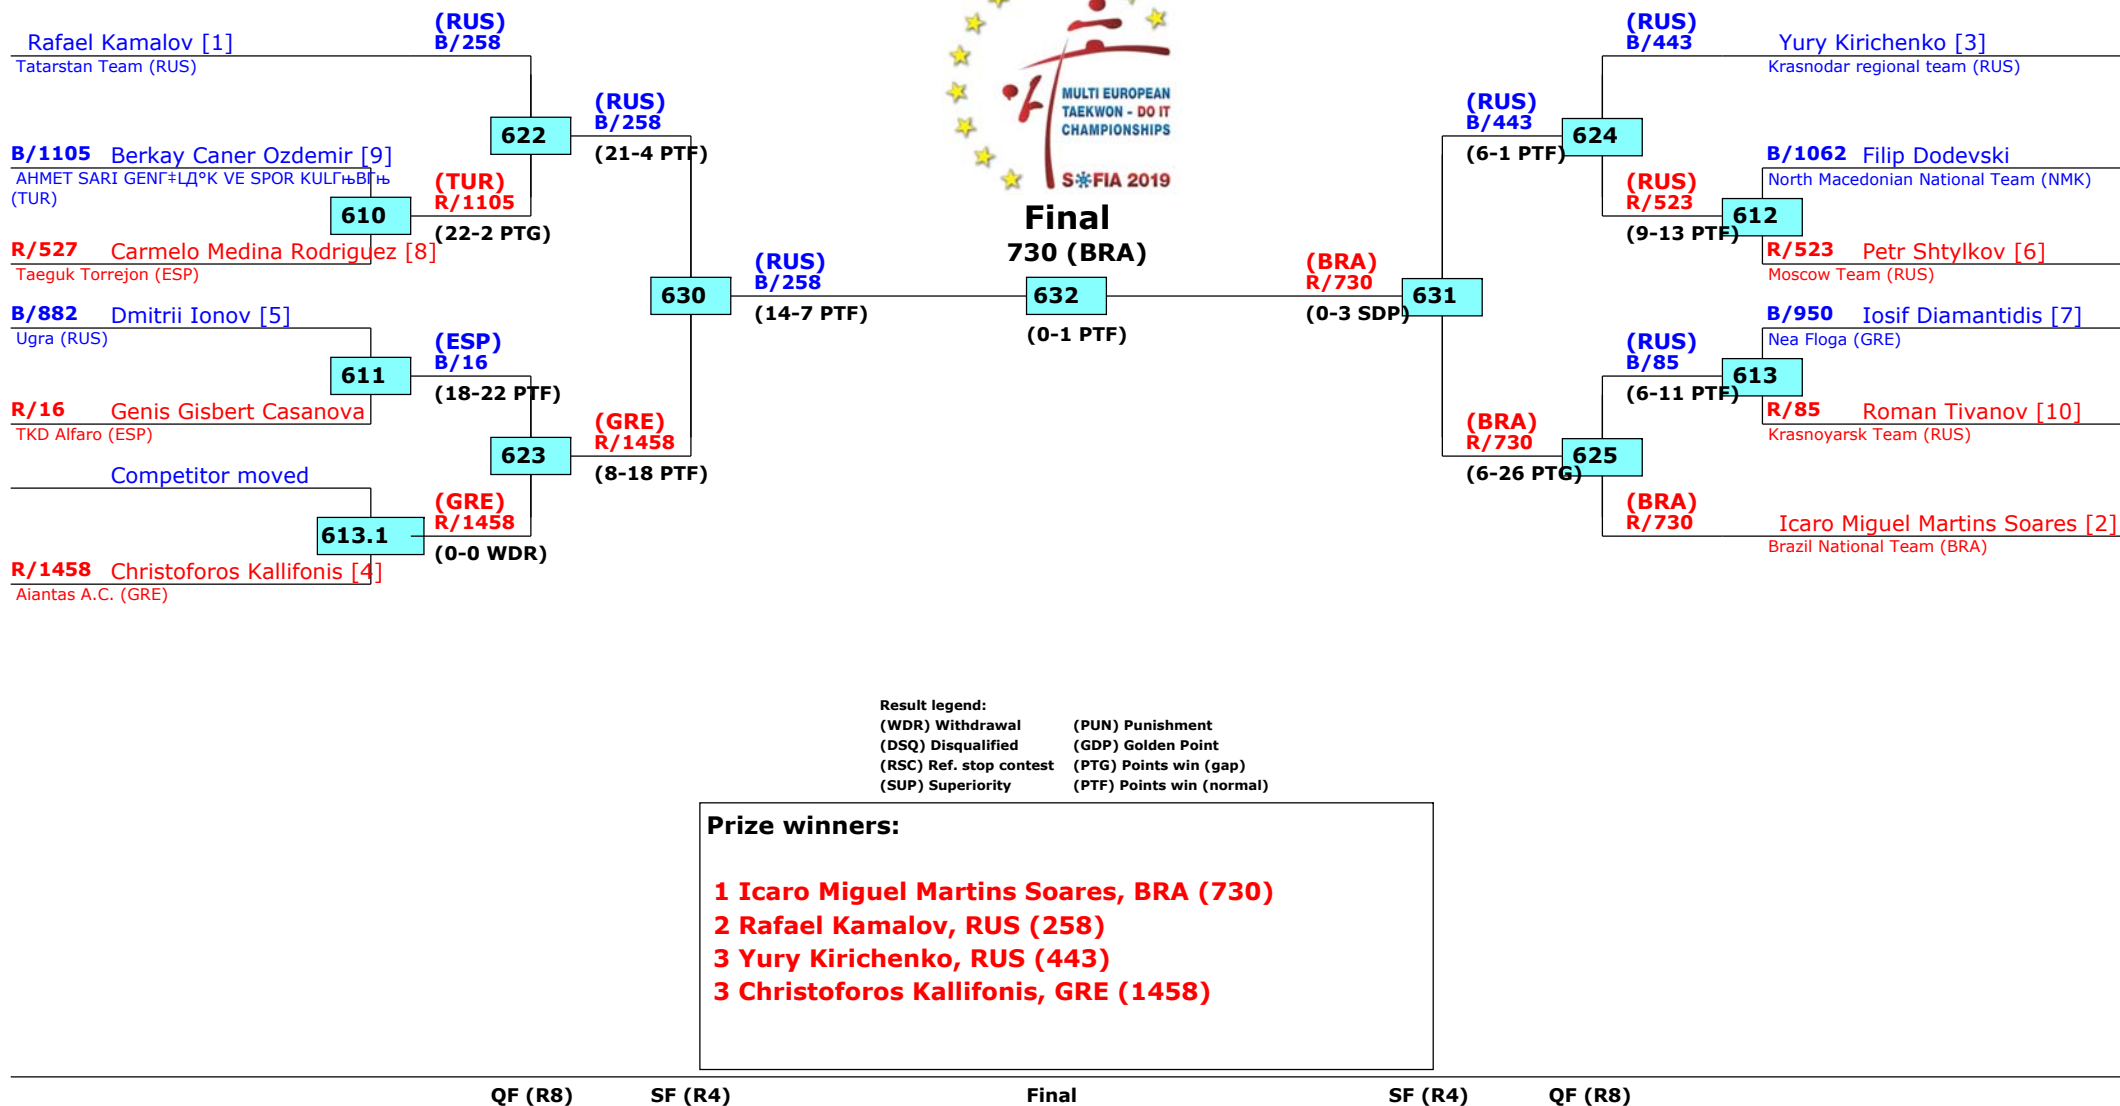 (RUS)
B/258
Rafael Kamalov [1]
Tatarstan Team (RUS)
(RUS)
B/258
622
(21-4 PTF)
B/1105 Berkay Caner Ozdemir [9]
AHMET SARI GENГ‡LД°K VE SPOR KULГњBГњ
(TUR)
(TUR)
R/1105
610
(22-2 PTG)
R/527 Carmelo Medina Rodriguez [8]
Taeguk Torrejon (ESP)
(RUS)
B/258
630
(14-7 PTF)
B/882 Dmitrii Ionov [5]
Ugra (RUS)
(ESP)
B/16
611
(18-22 PTF)
R/16 Genis Gisbert Casanova
TKD Alfaro (ESP)
(GRE)
R/1458
623
(8-18 PTF)
Competitor moved
(GRE)
R/1458
613.1
(0-0 WDR)
R/1458 Christoforos Kallifonis [4]
Aiantas A.C. (GRE)
MULTI EUROPEAN
TAEKWON - DO IT
CHAMPIONSHIPS
S※FIA 2019
Final
730 (BRA)
632
(0-1 PTF)
(RUS)
B/443
Yury Kirichenko [3]
Krasnodar regional team (RUS)
(RUS)
B/443
624
(6-1 PTF)
B/1062 Filip Dodevski
North Macedonian National Team (NMK)
(RUS)
R/523
612
(9-13 PTF)
R/523 Petr Shtylkov [6]
Moscow Team (RUS)
(BRA)
R/730
631
(0-3 SDP)
B/950 Iosif Diamantidis [7]
Nea Floga (GRE)
(RUS)
B/85
613
(6-11 PTF)
R/85 Roman Tivanov [10]
Krasnoyarsk Team (RUS)
(BRA)
R/730
625
(6-26 PTG)
(BRA)
R/730
Icaro Miguel Martins Soares [2]
Brazil National Team (BRA)
Result legend:
(WDR) Withdrawal (PUN) Punishment
(DSQ) Disqualified (GDP) Golden Point
(RSC) Ref. stop contest (PTG) Points win (gap)
(SUP) Superiority (PTF) Points win (normal)
Prize winners:
1 Icaro Miguel Martins Soares, BRA (730)
2 Rafael Kamalov, RUS (258)
3 Yury Kirichenko, RUS (443)
3 Christoforos Kallifonis, GRE (1458)
QF (R8) SF (R4) Final SF (R4) QF (R8)